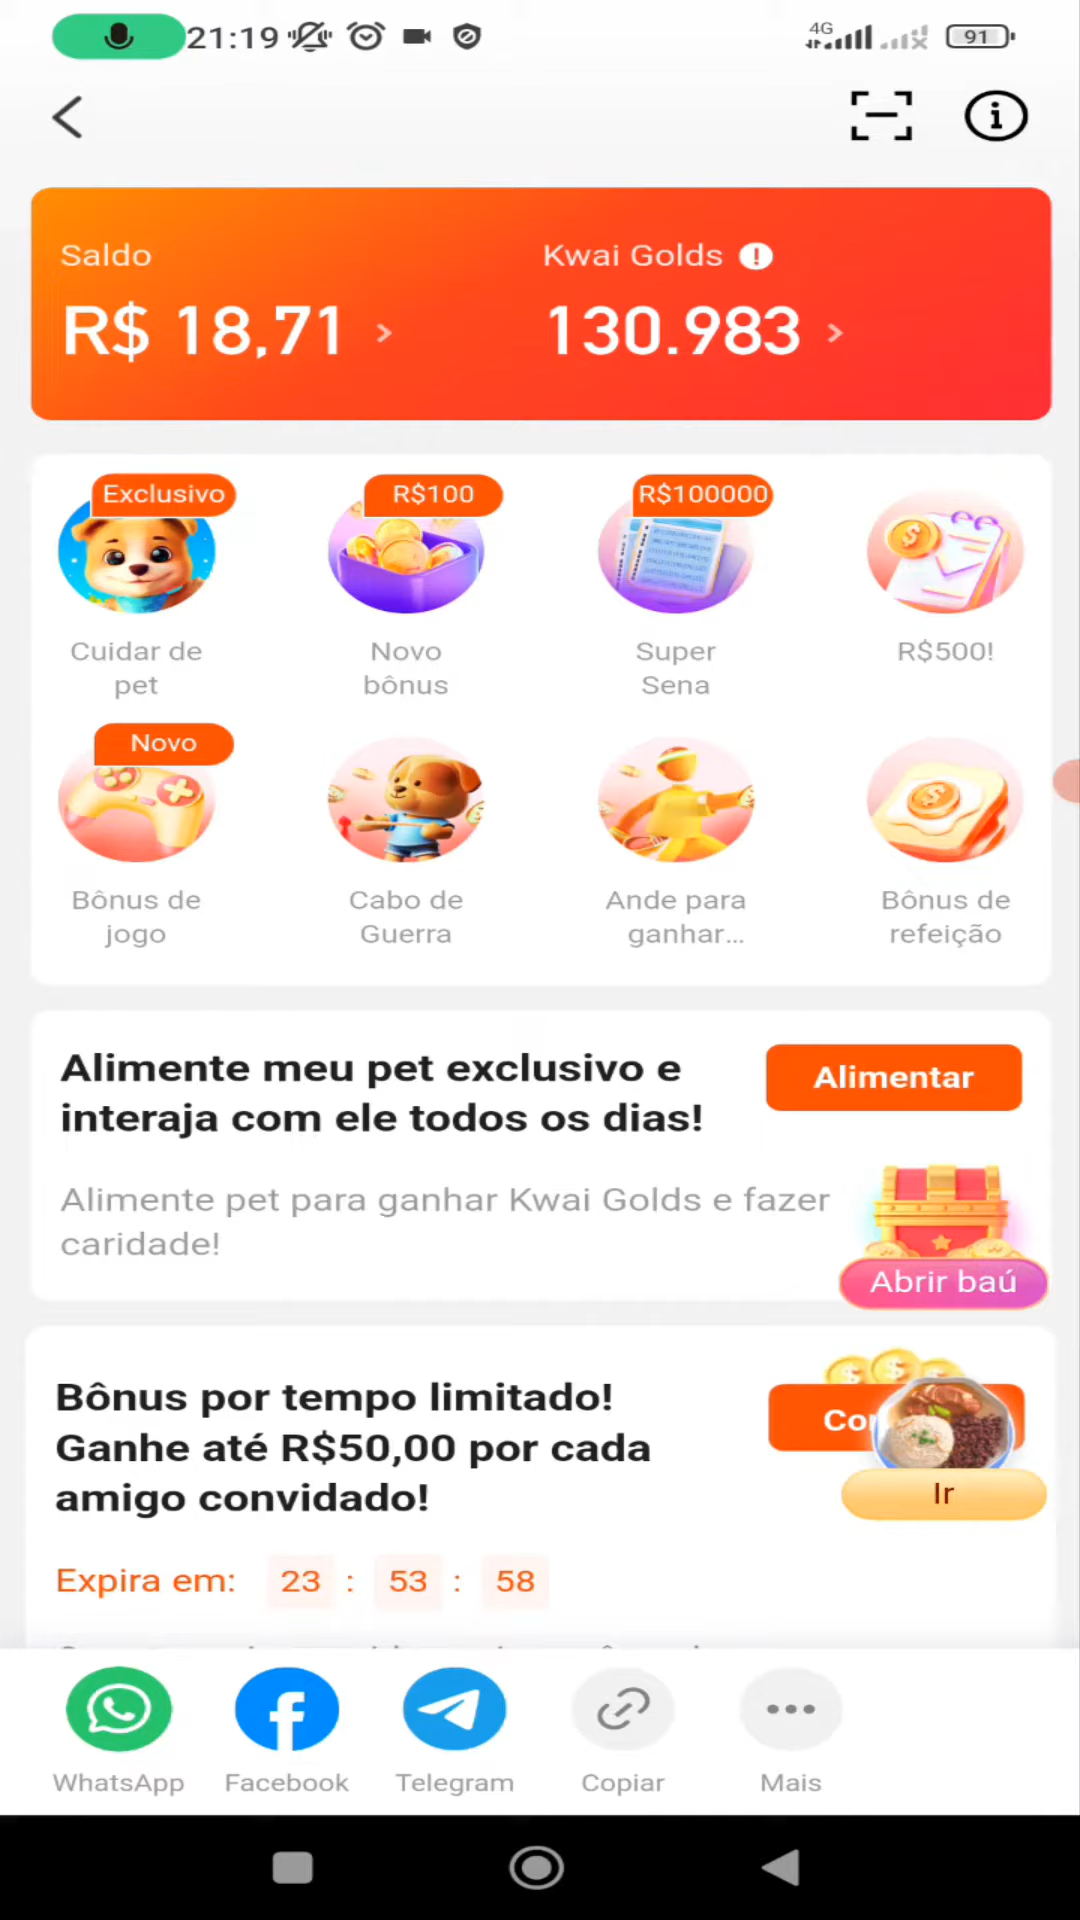 21:19
4G
91
Saldo
Kwai Golds
R$ 18,71
130.983
Exclusivo
R$100
R$100000
Cuidar de
pet
Novo
bônus
Super
Sena
R$500!
Novo
Bônus de
jogo
Cabo de
Guerra
Ande para
ganhar...
Bônus de
refeição
Alimente meu pet exclusivo e
interaja com ele todos os dias!
Alimentar
Alimente pet para ganhar Kwai Golds e fazer
caridade!
Abrir baú
Bônus por tempo limitado!
Ganhe até R$50,00 por cada
amigo convidado!
Ir
Expira em: 23 : 53 : 58
WhatsApp
Facebook
Telegram
Copiar
Mais